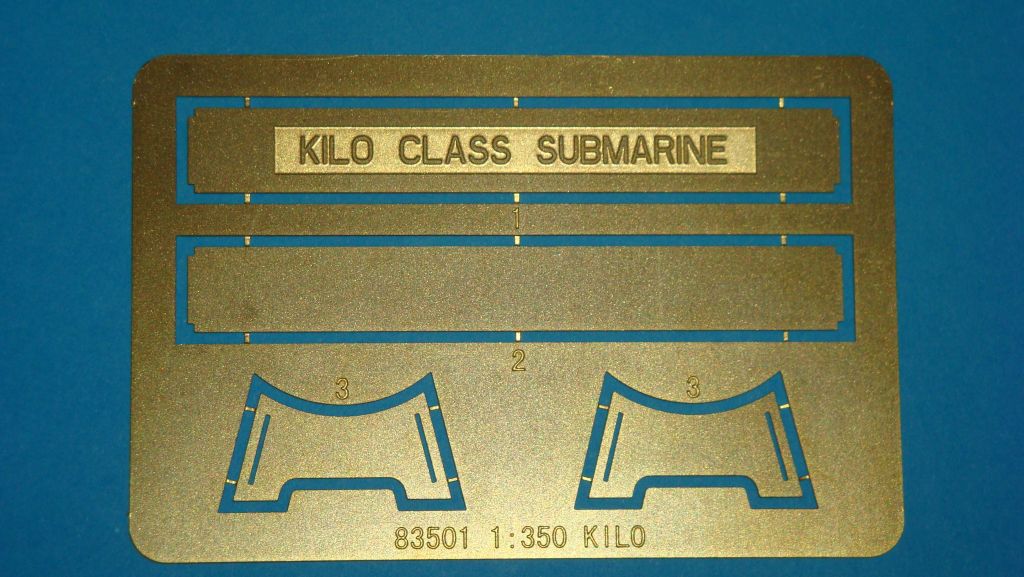 KILO CLASS SUBMARINE
1
2
3 3
83501 1:350 KILO